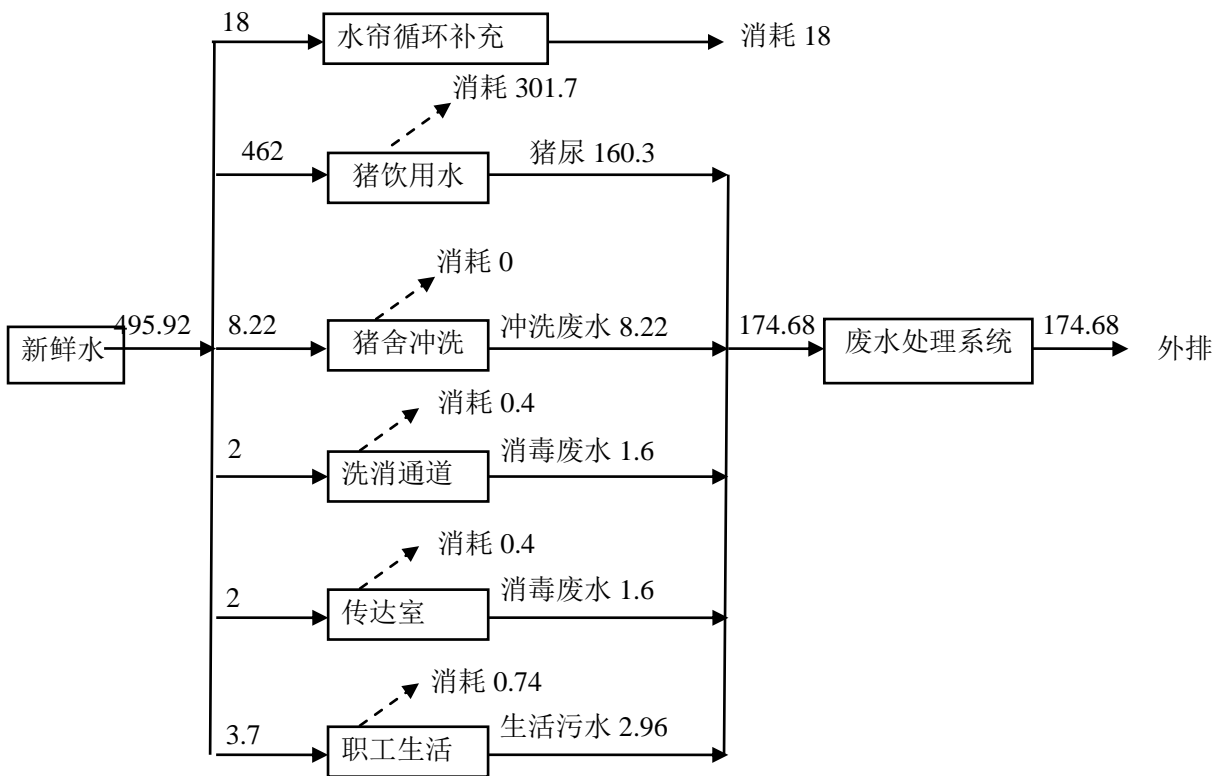 18
水帘循环补充
消耗 18
消耗 301.7
462
猪饮用水
猪尿 160.3
消耗 0
新鲜水
495.92
8.22
猪舍冲洗
冲洗废水 8.22
174.68
废水处理系统
174.68
外排
消耗 0.4
2
洗消通道
消毒废水 1.6
消耗 0.4
2
传达室
消毒废水 1.6
消耗 0.74
3.7
职工生活
生活污水 2.96